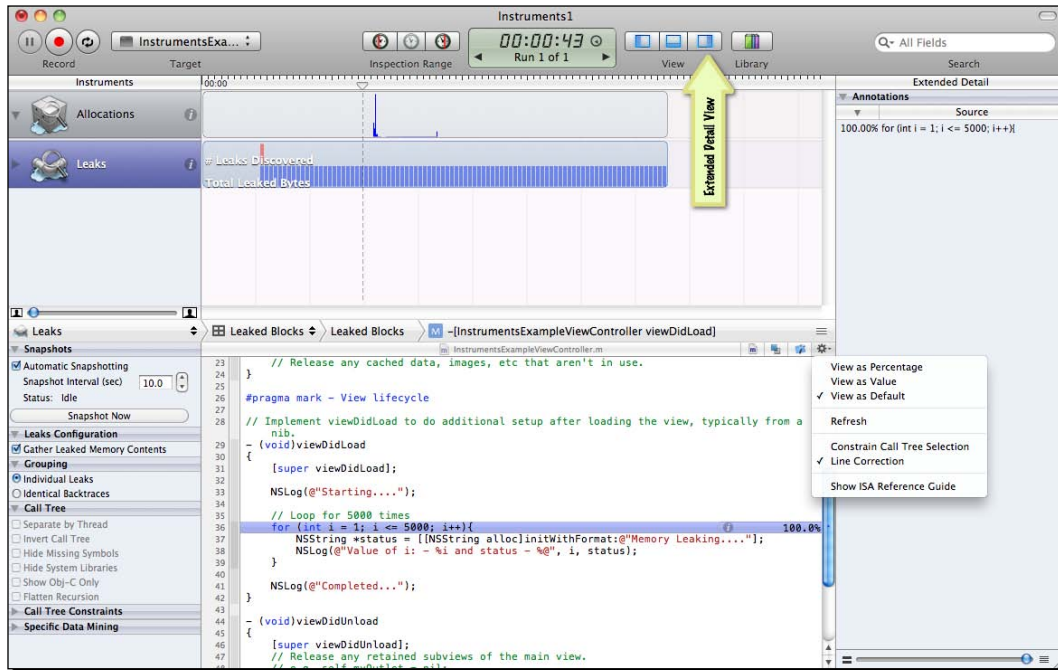 Instruments1
InstrumentsExa...
00:00:43
Run 1 of 1
All Fields
Record
Target
Inspection Range
View
Library
Search
Instruments
00:00
Extended Detail
Allocations
Leaks
# Leaks Discovered
Total Leaked Bytes
Extended Detail View
Annotations
Source
100.00% for (int i = 1; i <= 5000; i++){
Leaks
Leaked Blocks
Leaked Blocks
M -[InstrumentsExampleViewController viewDidLoad]
Snapshots
Automatic Snapshotting
Snapshot Interval (sec) 10.0
Status: Idle
Snapshot Now
Leaks Configuration
Gather Leaked Memory Contents
Grouping
Individual Leaks
Identical Backtraces
Call Tree
Separate by Thread
Invert Call Tree
Hide Missing Symbols
Hide System Libraries
Show Obj-C Only
Flatten Recursion
Call Tree Constraints
Specific Data Mining
m InstrumentsExampleViewController.m
23 // Release any cached data, images, etc that aren't in use.
24 }
25
26 #pragma mark - View lifecycle
27
28 // Implement viewDidLoad to do additional setup after loading the view, typically from a
nib.
29 - (void)viewDidLoad
30 {
31 [super viewDidLoad];
32
33 NSLog(@"Starting....");
34
35 // Loop for 5000 times
36 for (int i = 1; i <= 5000; i++){ 100.0%
37 NSString *status = [[NSString alloc]initWithFormat:@"Memory Leaking...."];
38 NSLog(@"Value of i: - %i and status - %@", i, status);
39 }
40
41 NSLog(@"Completed...");
42 }
43
44 - (void)viewDidUnload
45 {
46 [super viewDidUnload];
47 // Release any retained subviews of the main view.
View as Percentage
View as Value
✓ View as Default
Refresh
Constrain Call Tree Selection
✓ Line Correction
Show ISA Reference Guide